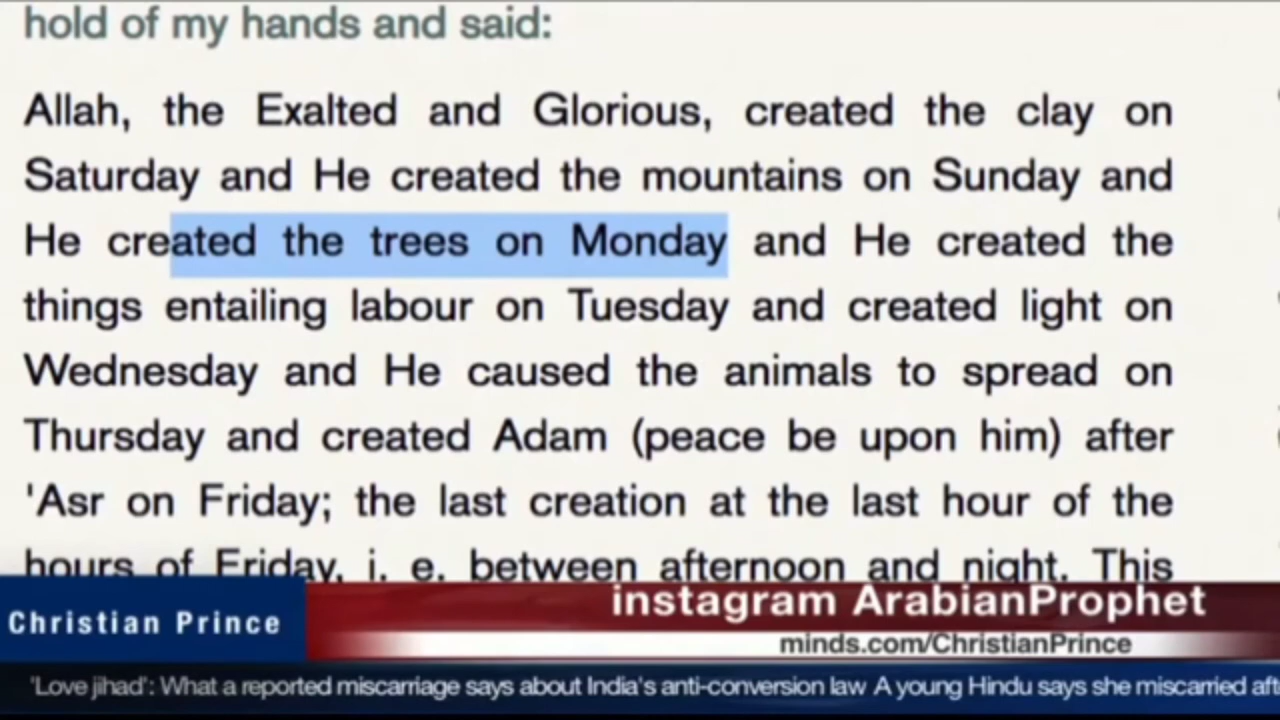 hold of my hands and said:
Allah, the Exalted and Glorious, created the clay on
Saturday and He created the mountains on Sunday and
He created the trees on Monday and He created the
things entailing labour on Tuesday and created light on
Wednesday and He caused the animals to spread on
Thursday and created Adam (peace be upon him) after
'Asr on Friday; the last creation at the last hour of the
hours of Friday, i. e. between afternoon and night. This
instagram ArabianProphet
Christian Prince
minds.com/ChristianPrince
'Love jihad': What a reported miscarriage says about India's anti-conversion law A young Hindu says she miscarried aft